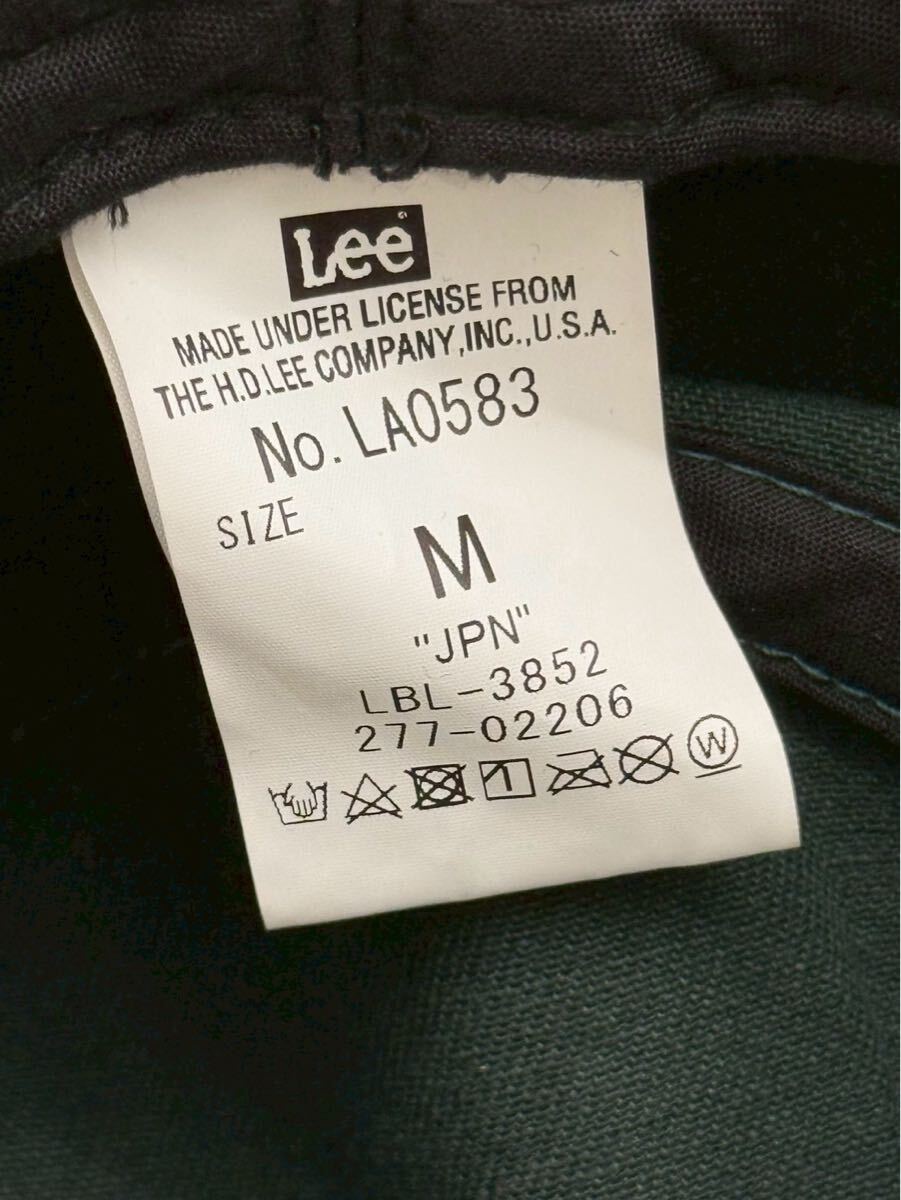 Lee®
MADE UNDER LICENSE FROM
THE H.D.LEE COMPANY,INC.,U.S.A.
No. LA0583
SIZE
M
"JPN"
LBL-3852
277-02206
W